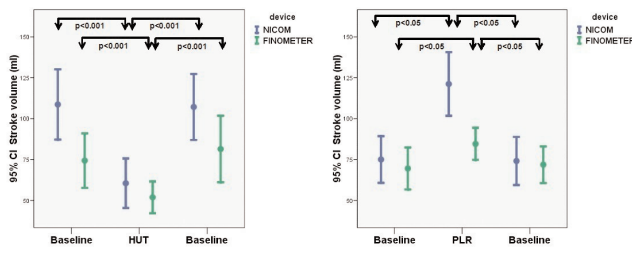 p<0.001 p<0.001
p<0.001 p<0.001
device
NICOM
FINOMETER
95% CI Stroke volume (ml)
150
125
100
75
50
Baseline HUT Baseline
p<0.05 p<0.05
p<0.05 p<0.05
device
NICOM
FINOMETER
95% CI Stroke volume (ml)
150
125
100
75
50
Baseline PLR Baseline